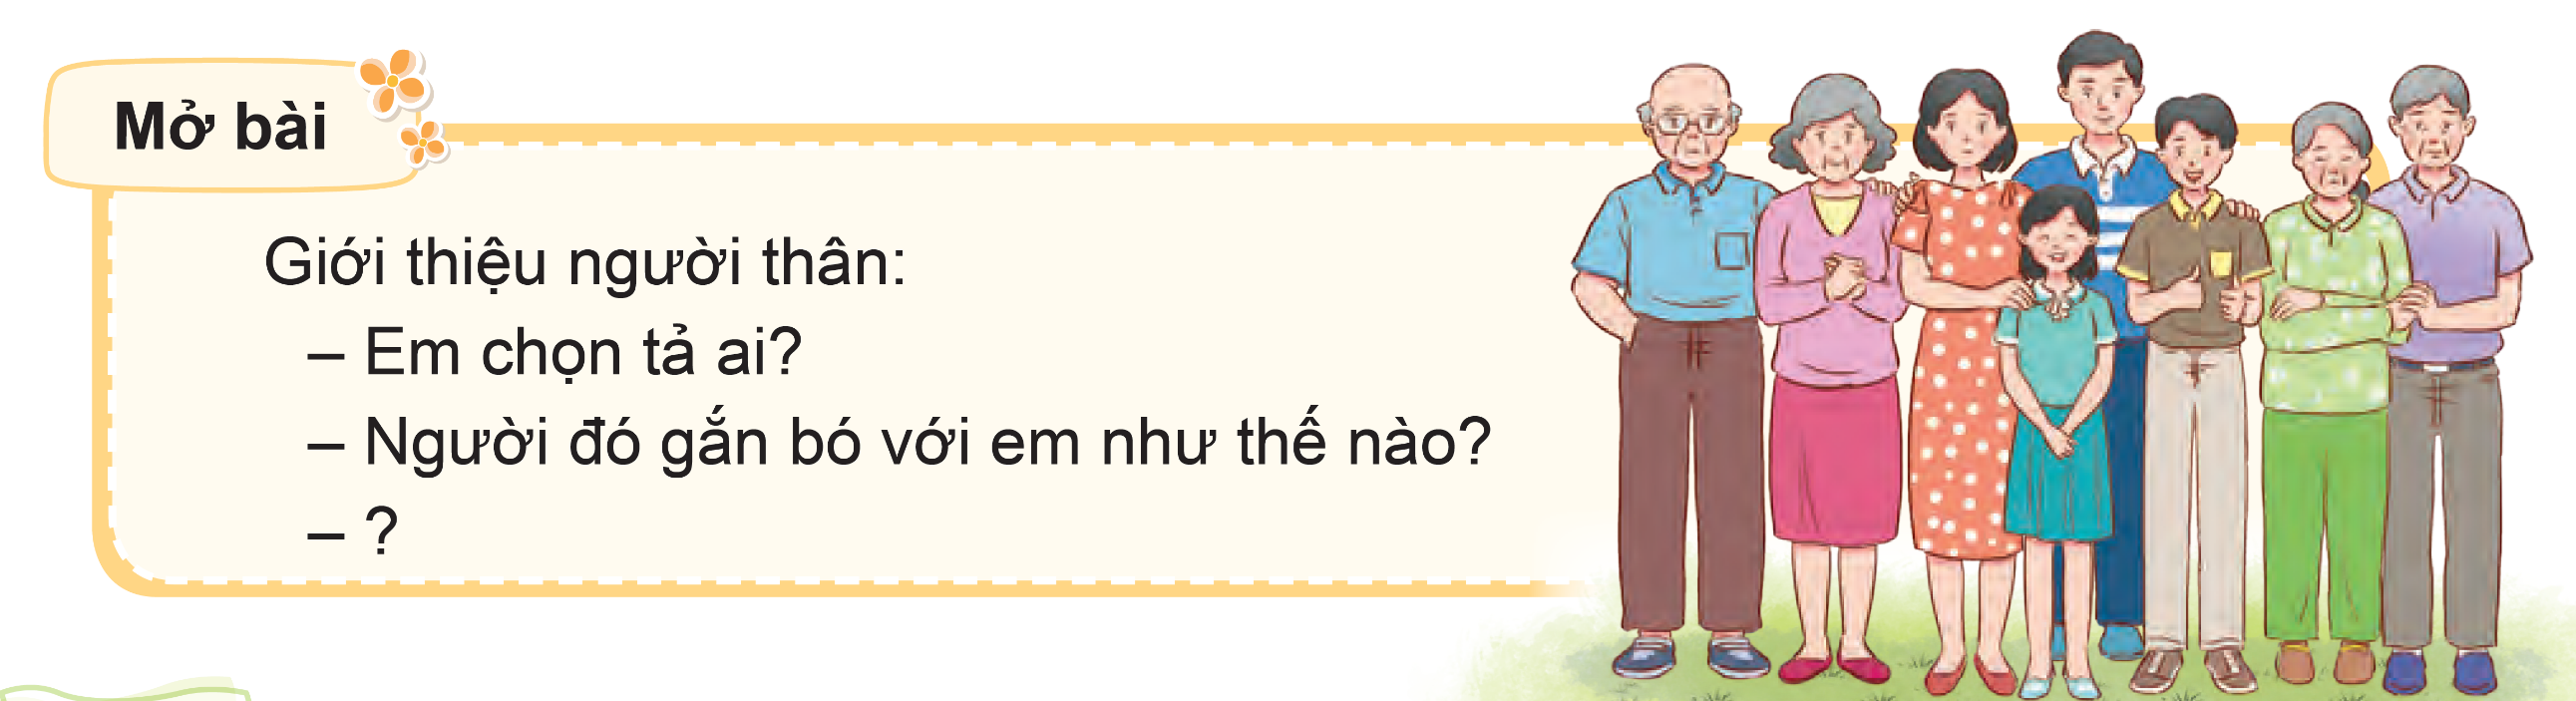 Mở bài
Giới thiệu người thân:
– Em chọn tả ai?
– Người đó gắn bó với em như thế nào?
– ?